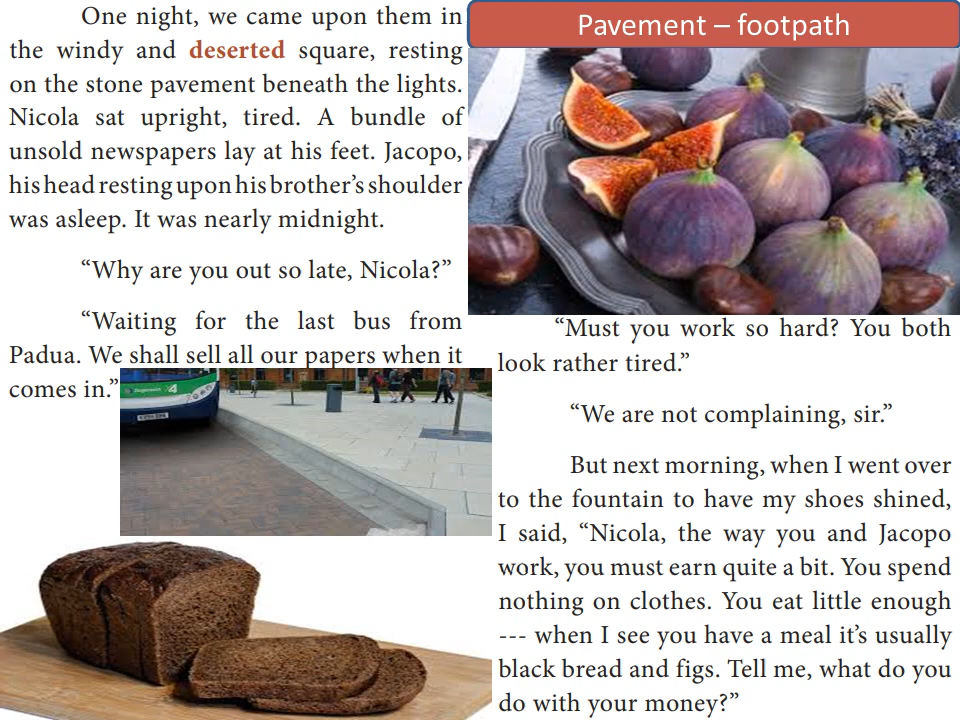 One night, we came upon them in
the windy and deserted square, resting
on the stone pavement beneath the lights.
Nicola sat upright, tired. A bundle of
unsold newspapers lay at his feet. Jacopo,
his head resting upon his brother’s shoulder
was asleep. It was nearly midnight.
“Why are you out so late, Nicola?”
“Waiting for the last bus from
Padua. We shall sell all our papers when it
comes in.”
Pavement – footpath
“Must you work so hard? You both
look rather tired.”
“We are not complaining, sir.”
But next morning, when I went over
to the fountain to have my shoes shined,
I said, “Nicola, the way you and Jacopo
work, you must earn quite a bit. You spend
nothing on clothes. You eat little enough
--- when I see you have a meal it’s usually
black bread and figs. Tell me, what do you
do with your money?”